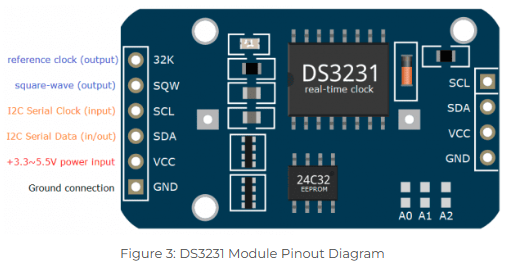 reference clock (output) 32K
square-wave (output) SQW
I2C Serial Clock (input) SCL
I2C Serial Data (in/out) SDA
+3.3~5.5V power input VCC
Ground connection GND
DS3231
real-time clock
24C32
EEPROM
SCL
SDA
VCC
GND
A0 A1 A2
Figure 3: DS3231 Module Pinout Diagram